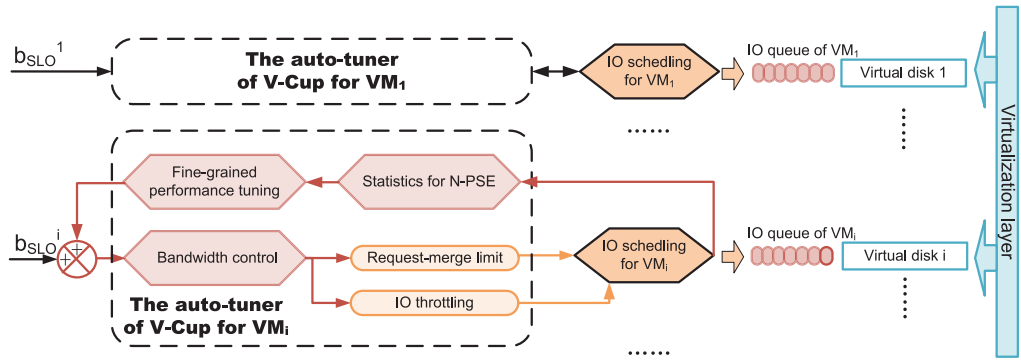 b_SLO^1
The auto-tuner
of V-Cup for VM₁
IO schedling
for VM₁
IO queue of VM₁
Virtual disk 1
......
......
Virtualization layer
Fine-grained
performance tuning
Statistics for N-PSE
b_SLO^i
+
+
Bandwidth control
Request-merge limit
IO throttling
IO schedling
for VMᵢ
IO queue of VMᵢ
Virtual disk i
The auto-tuner
of V-Cup for VMᵢ
......
......